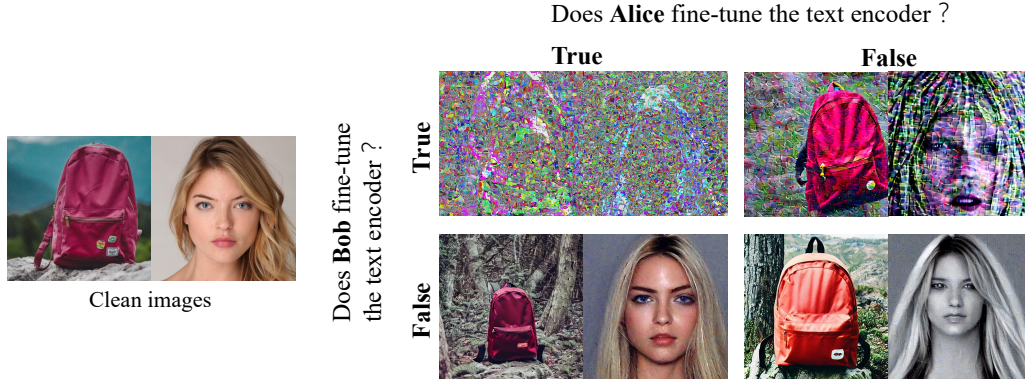 Does Alice fine-tune the text encoder ?
True
False
Does Bob fine-tune
the text encoder ?
True
False
Clean images